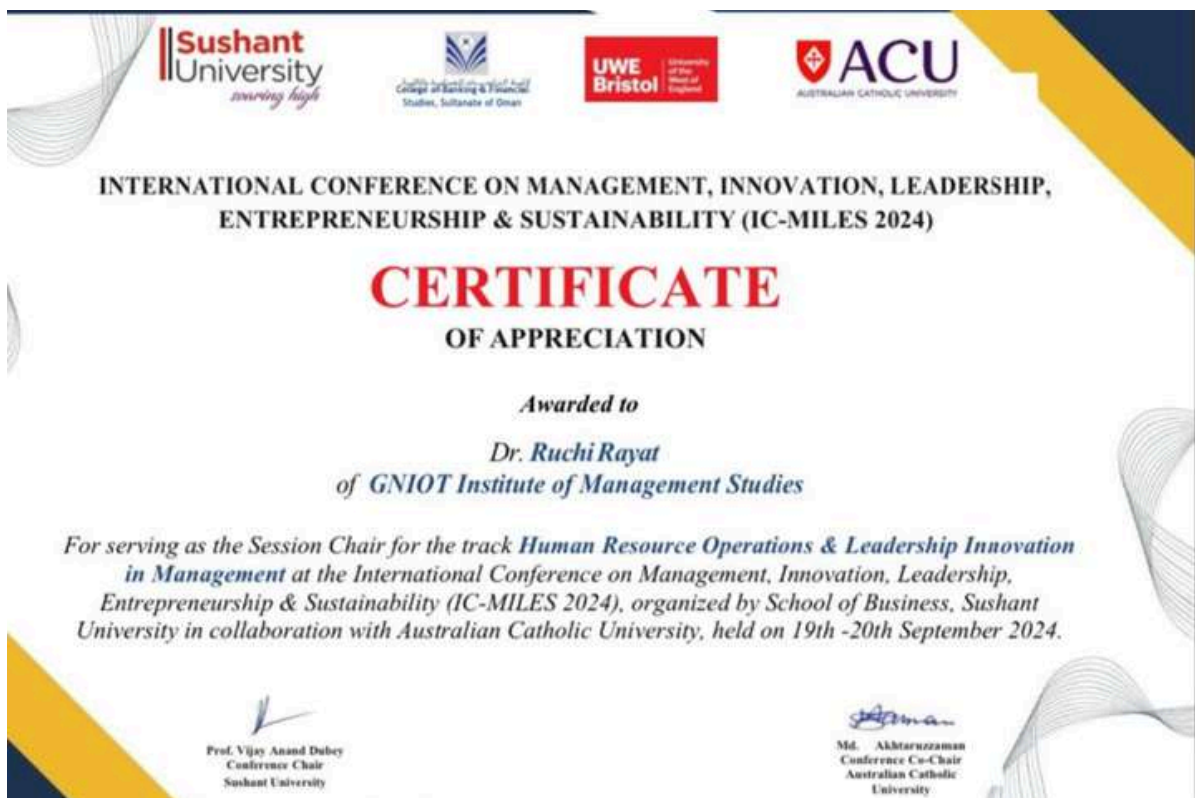 Sushant
University
soaring high
College of Banking & Financial
Studies, Sultanate of Oman
UWE
Bristol
University
of the
West of
England
ACU
AUSTRALIAN CATHOLIC UNIVERSITY
INTERNATIONAL CONFERENCE ON MANAGEMENT, INNOVATION, LEADERSHIP,
ENTREPRENEURSHIP & SUSTAINABILITY (IC-MILES 2024)
CERTIFICATE
OF APPRECIATION
Awarded to
Dr. Ruchi Rayat
of GNIOT Institute of Management Studies
For serving as the Session Chair for the track Human Resource Operations & Leadership Innovation
in Management at the International Conference on Management, Innovation, Leadership,
Entrepreneurship & Sustainability (IC-MILES 2024), organized by School of Business, Sushant
University in collaboration with Australian Catholic University, held on 19th -20th September 2024.
Prof. Vijay Anand Dubey
Conference Chair
Sushant University
Md. Akhtaruzzaman
Conference Co-Chair
Australian Catholic
University